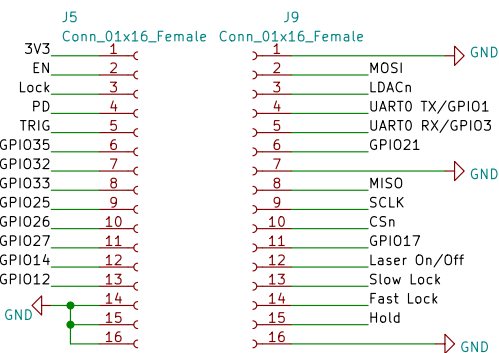 J5
Conn_01x16_Female
3V3 1
EN 2
Lock 3
PD 4
TRIG 5
GPIO35 6
GPIO32 7
GPIO33 8
GPIO25 9
GPIO26 10
GPIO27 11
GPIO14 12
GPIO12 13
GND 14
15
16
J9
Conn_01x16_Female
1 GND
2 MOSI
3 LDACn
4 UART0 TX/GPIO1
5 UART0 RX/GPIO3
6 GPIO21
7 GND
8 MISO
9 SCLK
10 CSn
11 GPIO17
12 Laser On/Off
13 Slow Lock
14 Fast Lock
15 Hold
16 GND